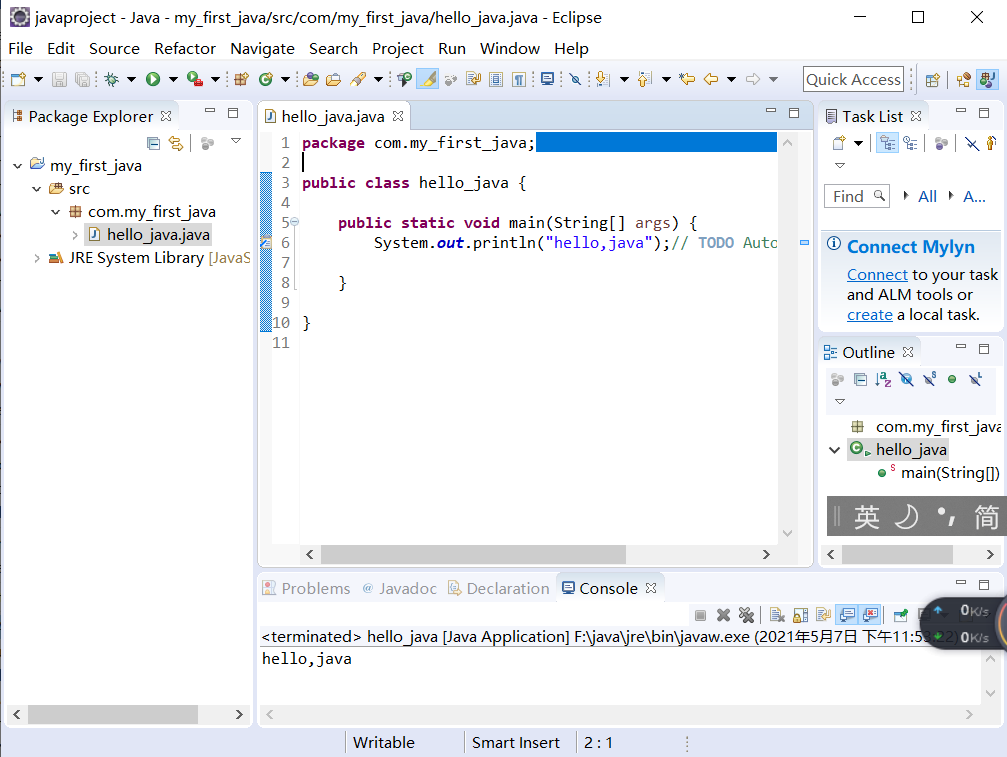 javaproject - Java - my_first_java/src/com/my_first_java/hello_java.java - Eclipse
File Edit Source Refactor Navigate Search Project Run Window Help
Quick Access
Package Explorer
my_first_java
src
com.my_first_java
hello_java.java
JRE System Library [JavaS
hello_java.java
1 package com.my_first_java;
2
3 public class hello_java {
4
5 public static void main(String[] args) {
6 System.out.println("hello,java");// TODO Auto
7
8 }
9
10 }
11
Task List
Find All A...
Connect Mylyn
Connect to your task
and ALM tools or
create a local task.
Outline
com.my_first_java
hello_java
main(String[])
英 简
Problems @ Javadoc Declaration Console
<terminated> hello_java [Java Application] F:\java\jre\bin\javaw.exe (2021年5月7日 下午11:53:22)
hello,java
0K/s
0K/s
Writable Smart Insert 2 : 1